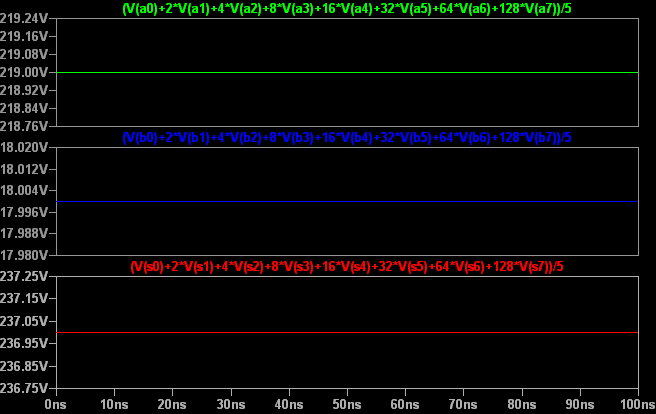 (V(a0)+2*V(a1)+4*V(a2)+8*V(a3)+16*V(a4)+32*V(a5)+64*V(a6)+128*V(a7))/5
219.24V
219.16V
219.08V
219.00V
218.92V
218.84V
218.76V
(V(b0)+2*V(b1)+4*V(b2)+8*V(b3)+16*V(b4)+32*V(b5)+64*V(b6)+128*V(b7))/5
18.020V
18.012V
18.004V
17.996V
17.988V
17.980V
(V(s0)+2*V(s1)+4*V(s2)+8*V(s3)+16*V(s4)+32*V(s5)+64*V(s6)+128*V(s7))/5
237.25V
237.15V
237.05V
236.95V
236.85V
236.75V
0ns 10ns 20ns 30ns 40ns 50ns 60ns 70ns 80ns 90ns 100ns